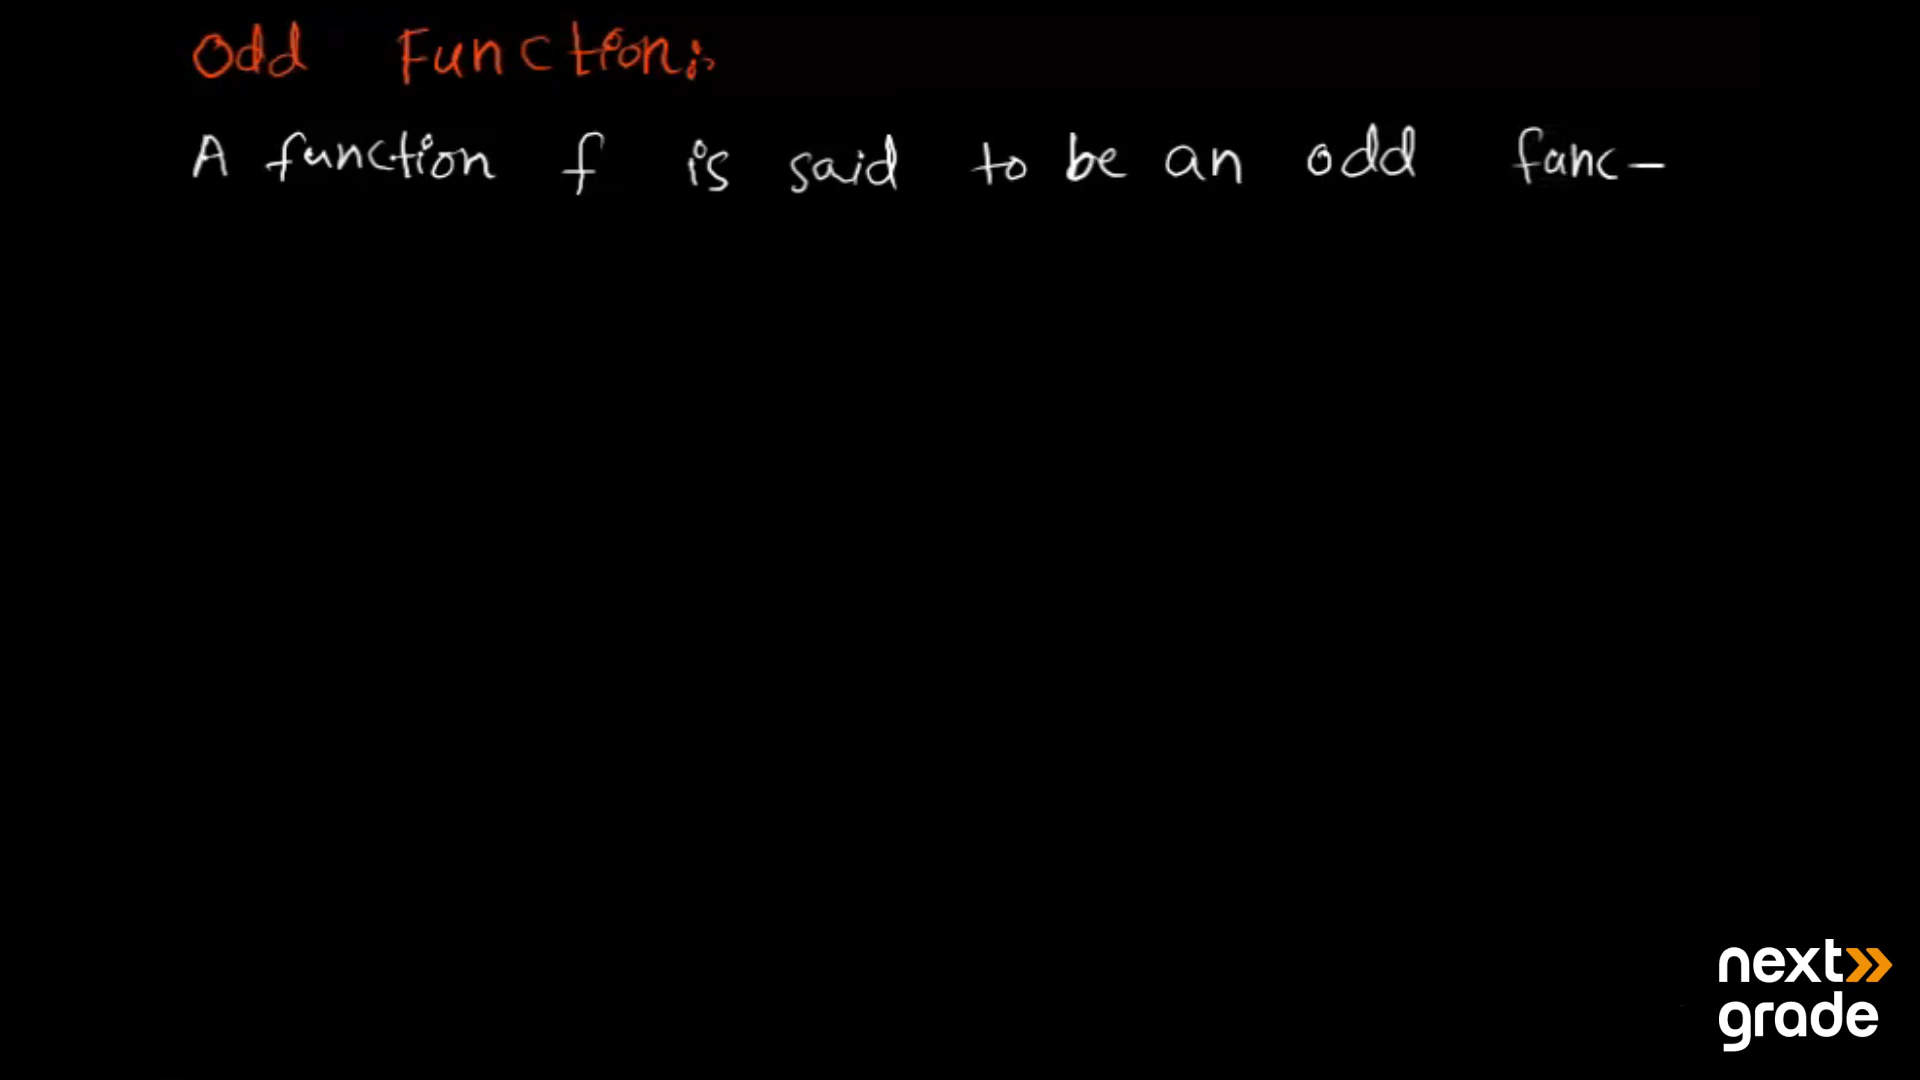 Odd Function:-
A function f is said to be an odd func-
next
grade